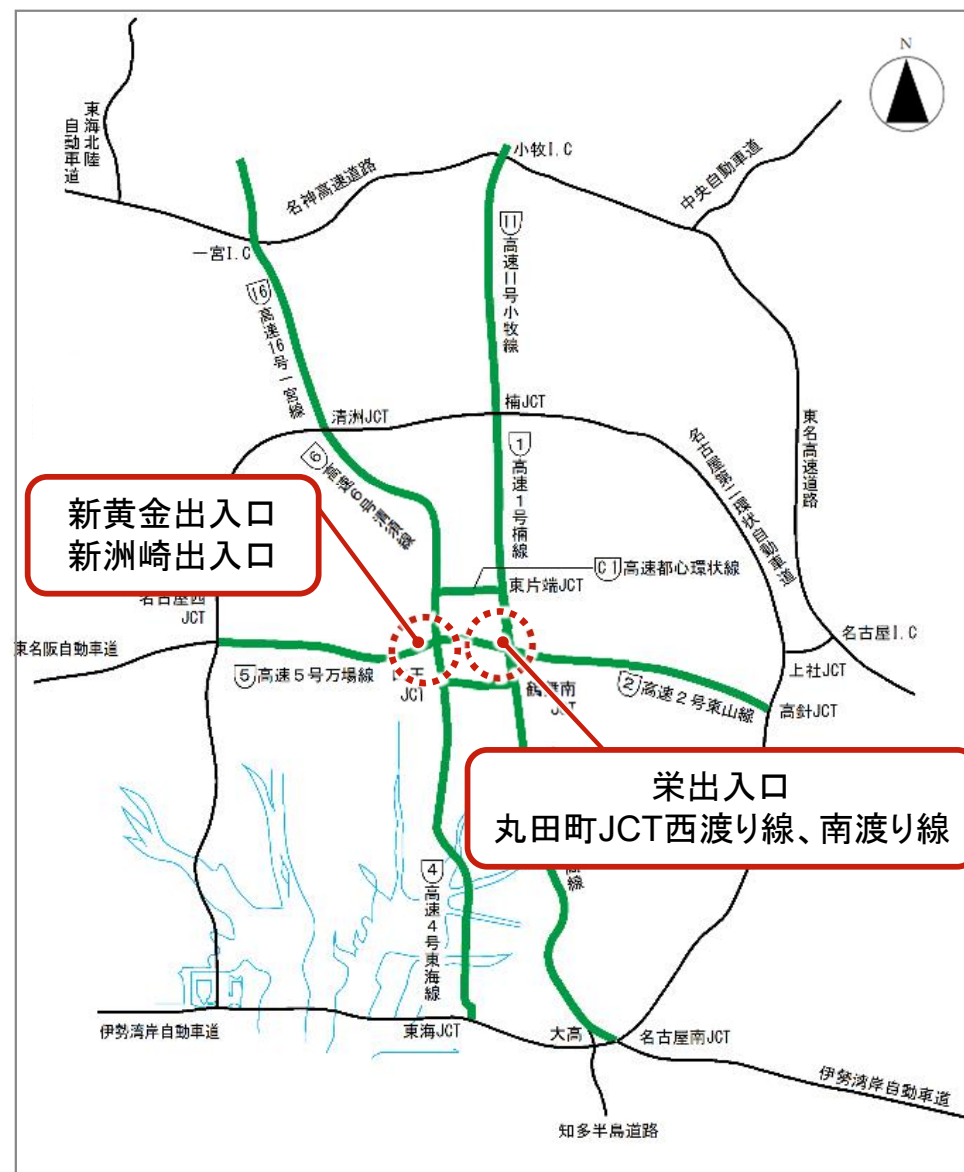 N
東海北陸
自動車道
小牧I.C
名神高速道路
中央自動車道
一宮I.C
11
高速11号小牧線
16
高速16号一宮線
清洲JCT
楠JCT
東名高速道路
名古屋第二環状自動車道
6
高速6号清洲線
1
高速1号楠線
新黄金出入口
新洲崎出入口
C1 高速都心環状線
東片端JCT
名古屋西
JCT
東名阪自動車道
名古屋I.C
上社JCT
5 高速5号万場線
JCT
鶴舞南
JCT
2 高速2号東山線
高針JCT
栄出入口
丸田町JCT西渡り線、南渡り線
線
4
高速4号東海線
伊勢湾岸自動車道
東海JCT
大高
名古屋南JCT
伊勢湾岸自動車道
知多半島道路